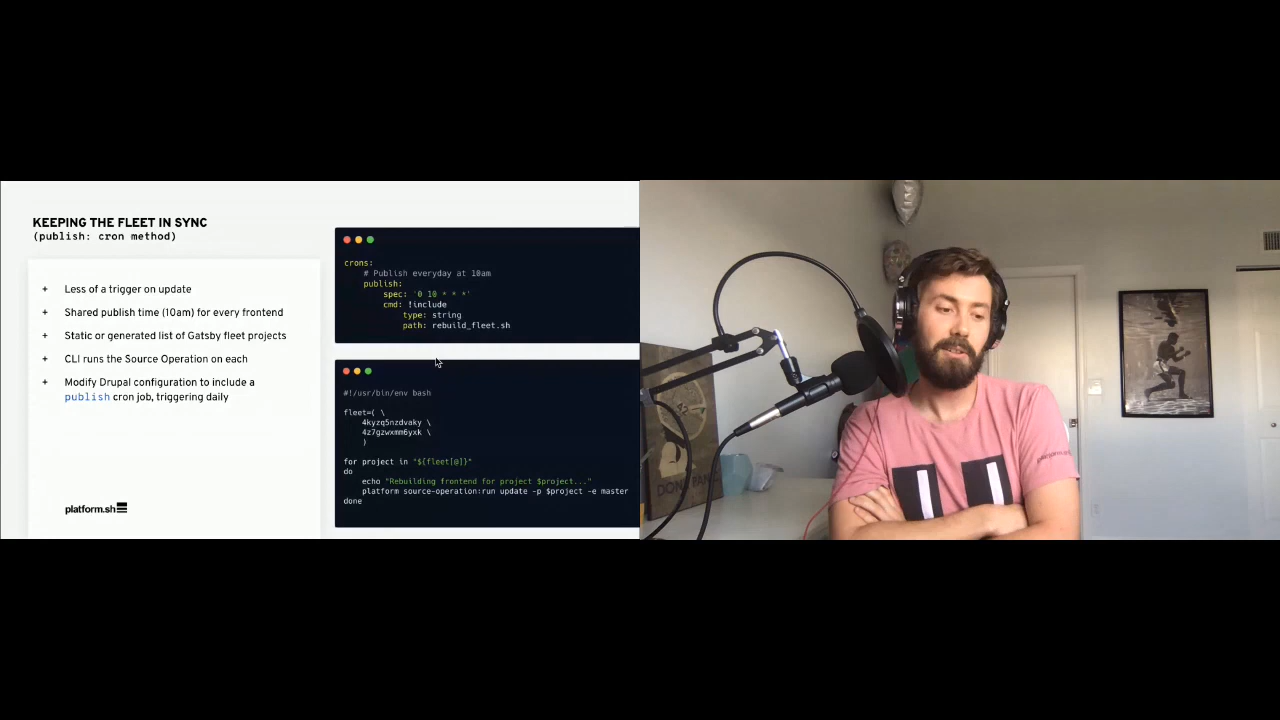 KEEPING THE FLEET IN SYNC
(publish: cron method)
+ Less of a trigger on update
+ Shared publish time (10am) for every frontend
+ Static or generated list of Gatsby fleet projects
+ CLI runs the Source Operation on each
+ Modify Drupal configuration to include a
publish cron job, triggering daily
platform.sh
crons:
# Publish everyday at 10am
publish:
spec: '0 10 * * *'
cmd: !include
type: string
path: rebuild_fleet.sh
#!/usr/bin/env bash
fleet=( \
4kyzq5nzdvaky \
4z7gzwxmm6yxk \
)
for project in "${fleet[@]}"
do
echo "Rebuilding frontend for project $project..."
platform source-operation:run update -p $project -e master
done
DON PANI